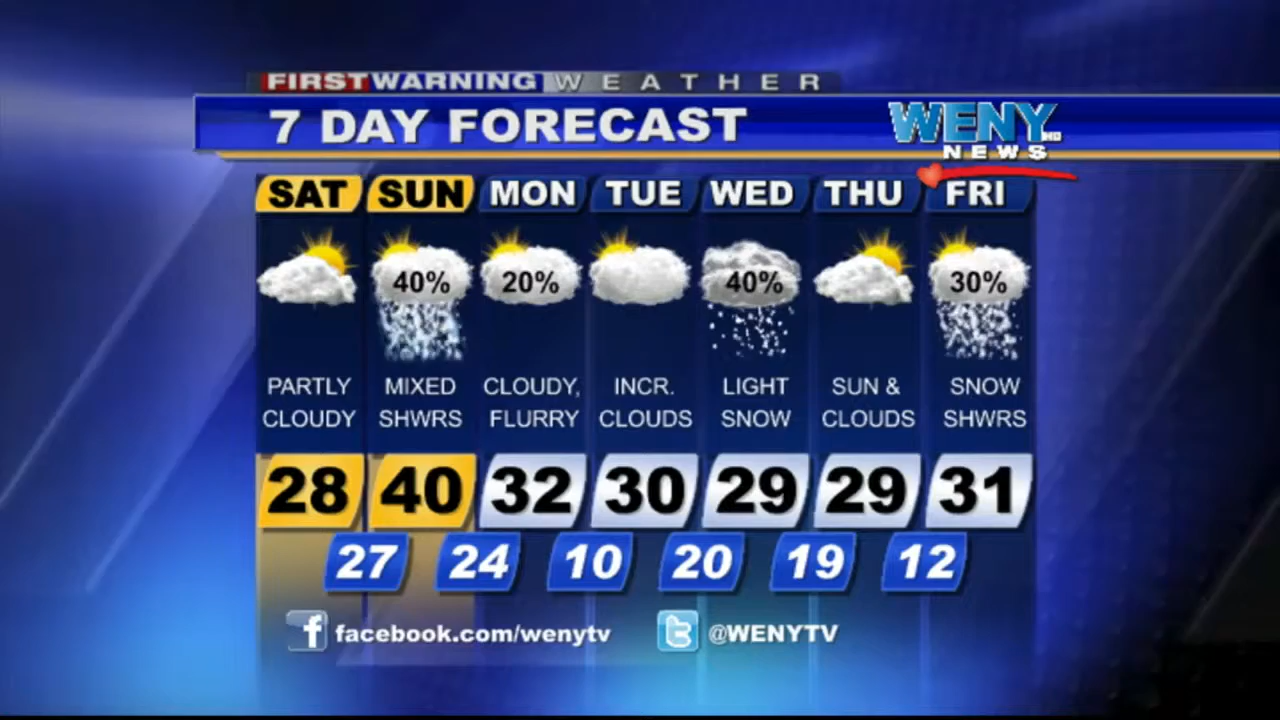 FIRST WARNING WEATHER
7 DAY FORECAST
WENY HD
NEWS
SAT SUN MON TUE WED THU FRI
40% 20% 40% 30%
PARTLY MIXED CLOUDY, INCR. LIGHT SUN & SNOW
CLOUDY SHWRS FLURRY CLOUDS SNOW CLOUDS SHWRS
28 40 32 30 29 29 31
27 24 10 20 19 12
facebook.com/wenytv @WENYTV